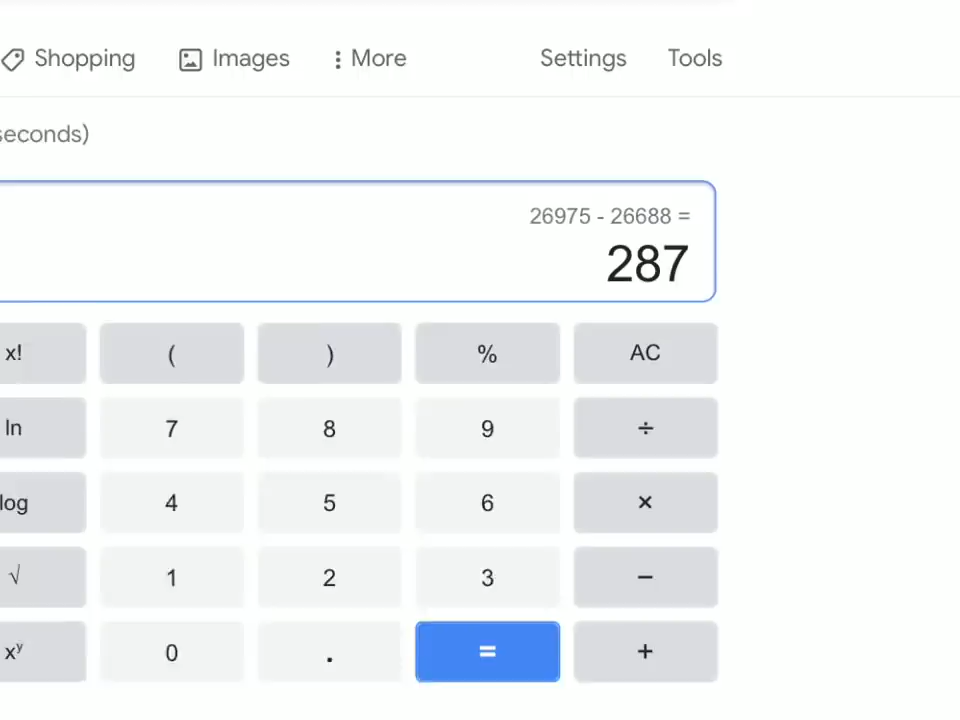 Shopping Images More Settings Tools
seconds)
26975 - 26688 =
287
x! ( ) % AC
ln 7 8 9 ÷
log 4 5 6 ×
√ 1 2 3 −
xʸ 0 . = +